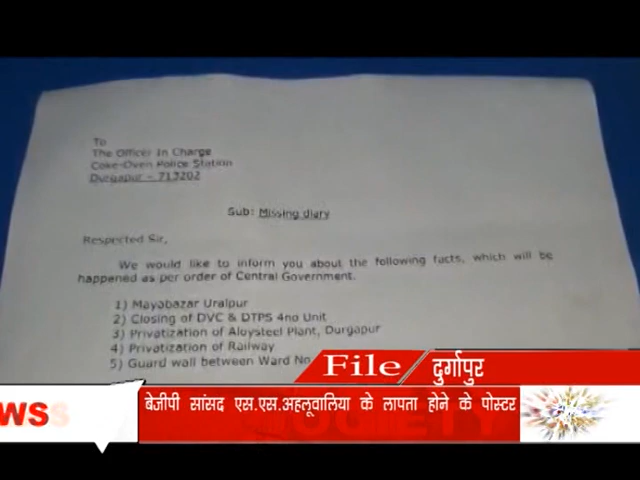 To
The Officer In Charge
Coke-Oven Police Station
Durgapur - 713202
Sub: Missing diary
Respected Sir,
We would like to inform you about the following facts, which will be
happened as per order of Central Government.
1) Mayabazar Uralpur
2) Closing of DVC & DTPS 4no Unit
3) Privatization of Aloysteel Plant, Durgapur
4) Privatization of Railway
5) Guard wall between Ward No
File
दुर्गापुर
बीजेपी सांसद एस.एस.अहलूवालिया के लापता होने के पोस्टर